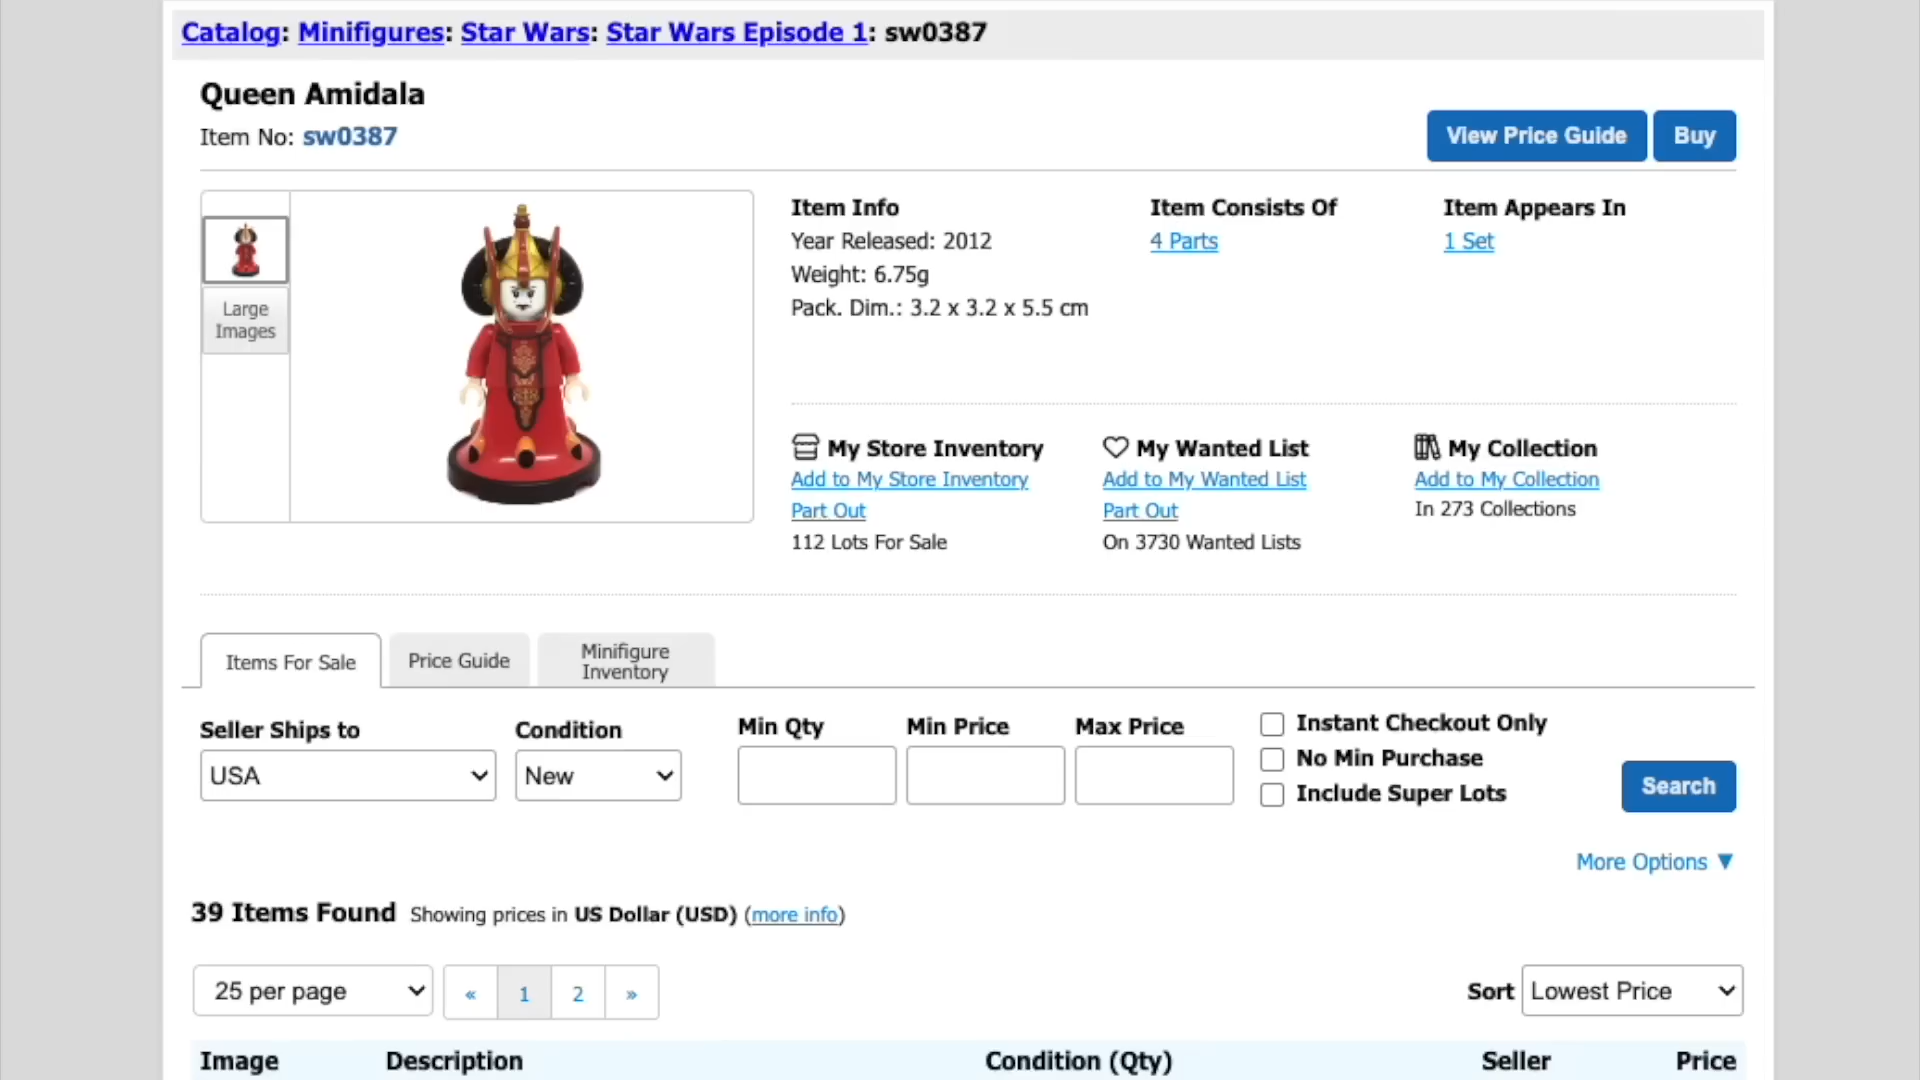 Catalog: Minifigures: Star Wars: Star Wars Episode 1: sw0387
Queen Amidala
Item No: sw0387
View Price Guide
Buy
Large
Images
Item Info
Year Released: 2012
Weight: 6.75g
Pack. Dim.: 3.2 x 3.2 x 5.5 cm
Item Consists Of
4 Parts
Item Appears In
1 Set
My Store Inventory
Add to My Store Inventory
Part Out
112 Lots For Sale
My Wanted List
Add to My Wanted List
Part Out
On 3730 Wanted Lists
My Collection
Add to My Collection
In 273 Collections
Items For Sale
Price Guide
Minifigure
Inventory
Seller Ships to
USA
Condition
New
Min Qty
Min Price
Max Price
Instant Checkout Only
No Min Purchase
Include Super Lots
Search
More Options ▼
39 Items Found Showing prices in US Dollar (USD) (more info)
25 per page
« 1 2 »
Sort Lowest Price
Image Description Condition (Qty) Seller Price